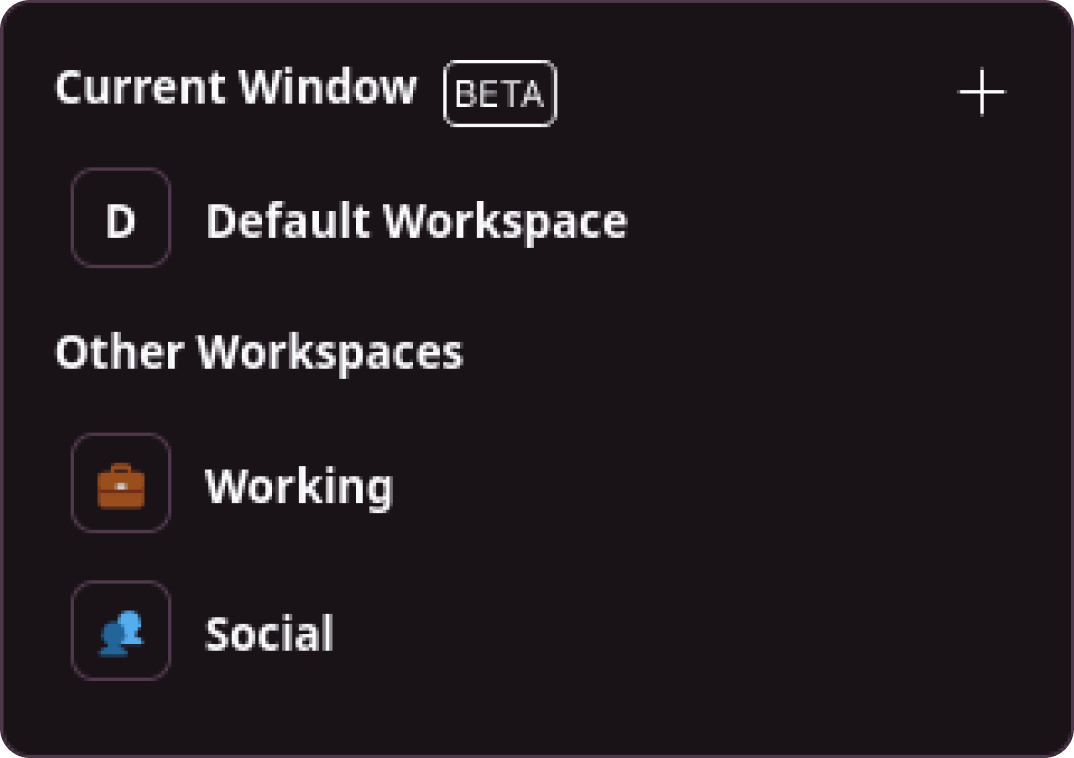 Current Window BETA
D Default Workspace
Other Workspaces
Working
Social